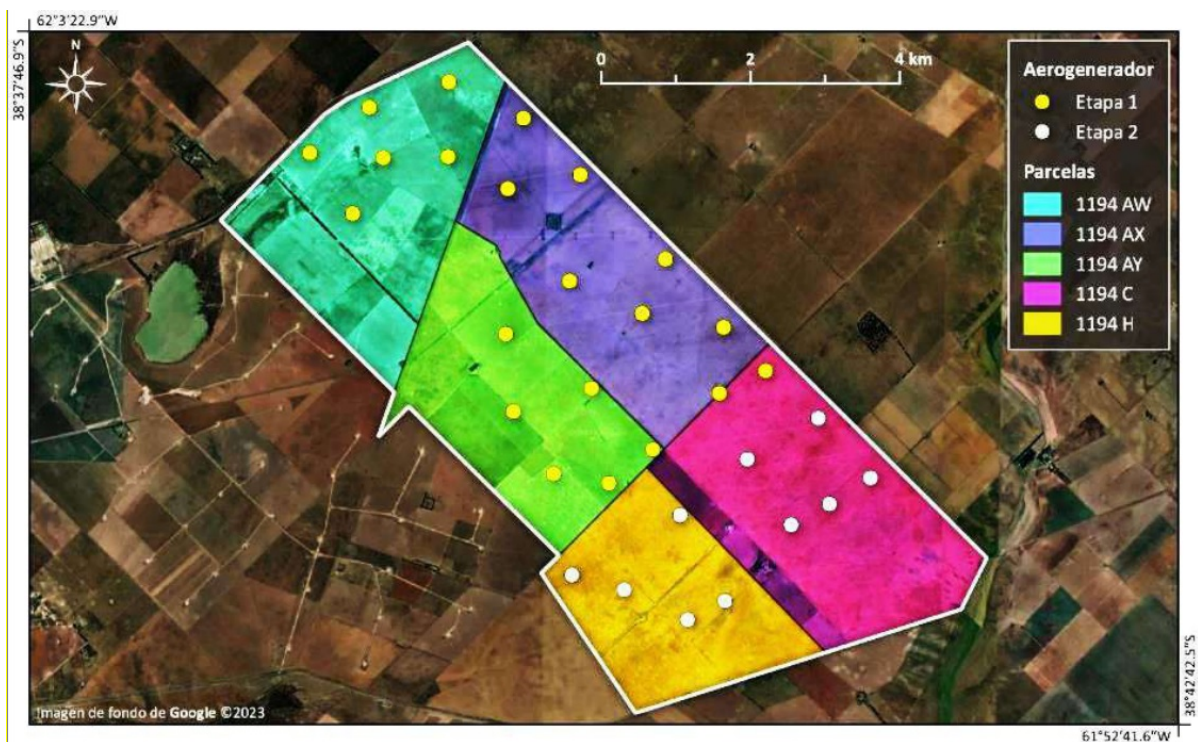 62°3'22.9"W
38°37'46.9"S
N
0 2 4 km
Aerogenerador
Etapa 1
Etapa 2
Parcelas
1194 AW
1194 AX
1194 AY
1194 C
1194 H
Imagen de fondo de Google ©2023
38°42'42.5"S
61°52'41.6"W